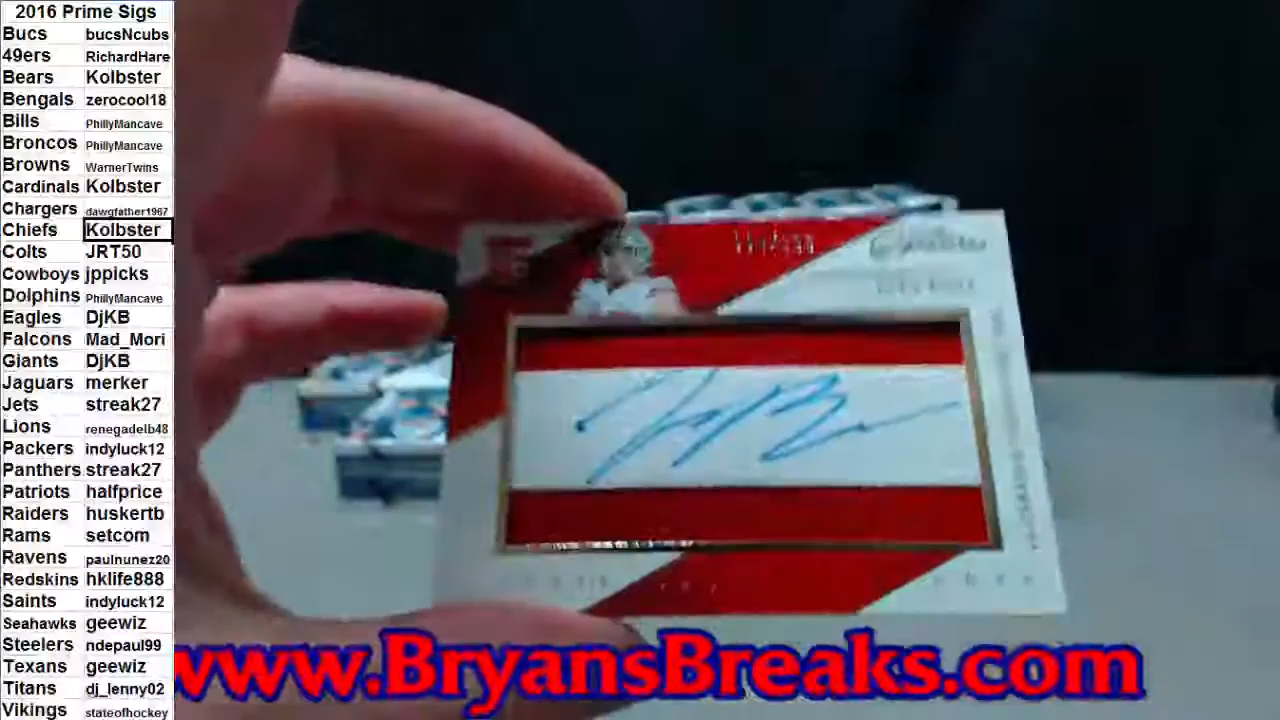 2016 Prime Sigs
Bucs bucsNcubs
49ers RichardHare
Bears Kolbster
Bengals zerocool18
Bills PhillyMancave
Broncos PhillyMancave
Browns WarnerTwins
Cardinals Kolbster
Chargers dawgfather1967
Chiefs Kolbster
Colts JRT50
Cowboys jppicks
Dolphins PhillyMancave
Eagles DjKB
Falcons Mad_Mori
Giants DjKB
Jaguars merker
Jets streak27
Lions renegadelb48
Packers indyluck12
Panthers streak27
Patriots halfprice
Raiders huskertb
Rams setcom
Ravens paulnunez20
Redskins hklife888
Saints indyluck12
Seahawks geewiz
Steelers ndepaul99
Texans geewiz
Titans dj_lenny02
Vikings stateofhockey
www.BryansBreaks.com